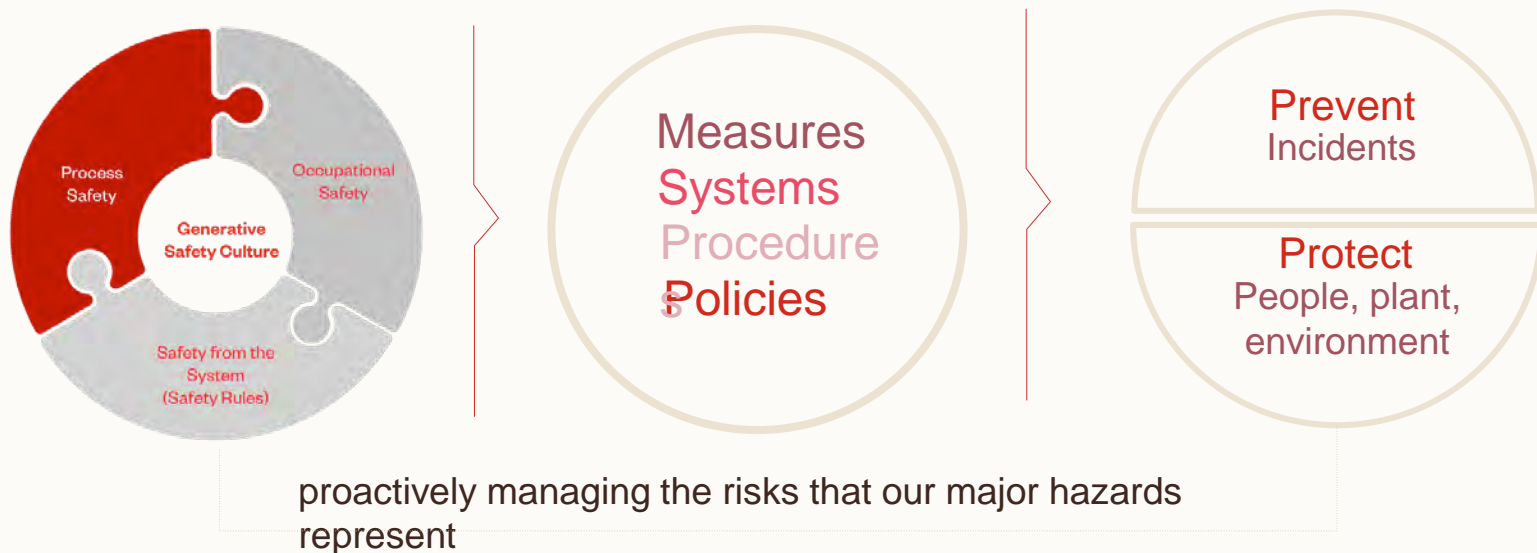 Process
Safety
Occupational
Safety
Generative
Safety Culture
Safety from the
System
(Safety Rules)
Measures
Systems
Procedure
s
Policies
Prevent
Incidents
Protect
People, plant,
environment
proactively managing the risks that our major hazards
represent